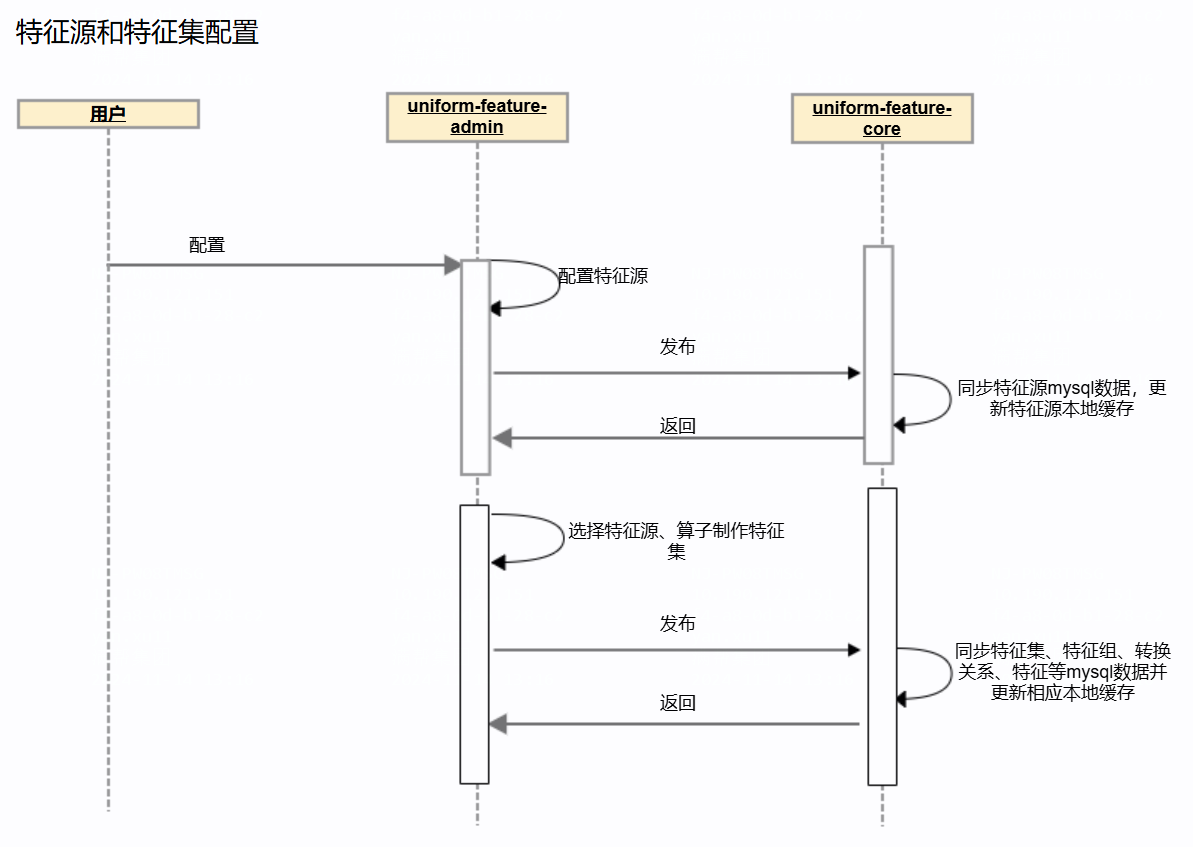 特征源和特征集配置
用户
uniform-feature-
admin
uniform-feature-
core
配置
配置特征源
发布
同步特征源mysql数据，更
新特征源本地缓存
返回
选择特征源、算子制作特征
集
发布
同步特征集、特征组、转换
关系、特征等mysql数据并
更新相应本地缓存
返回